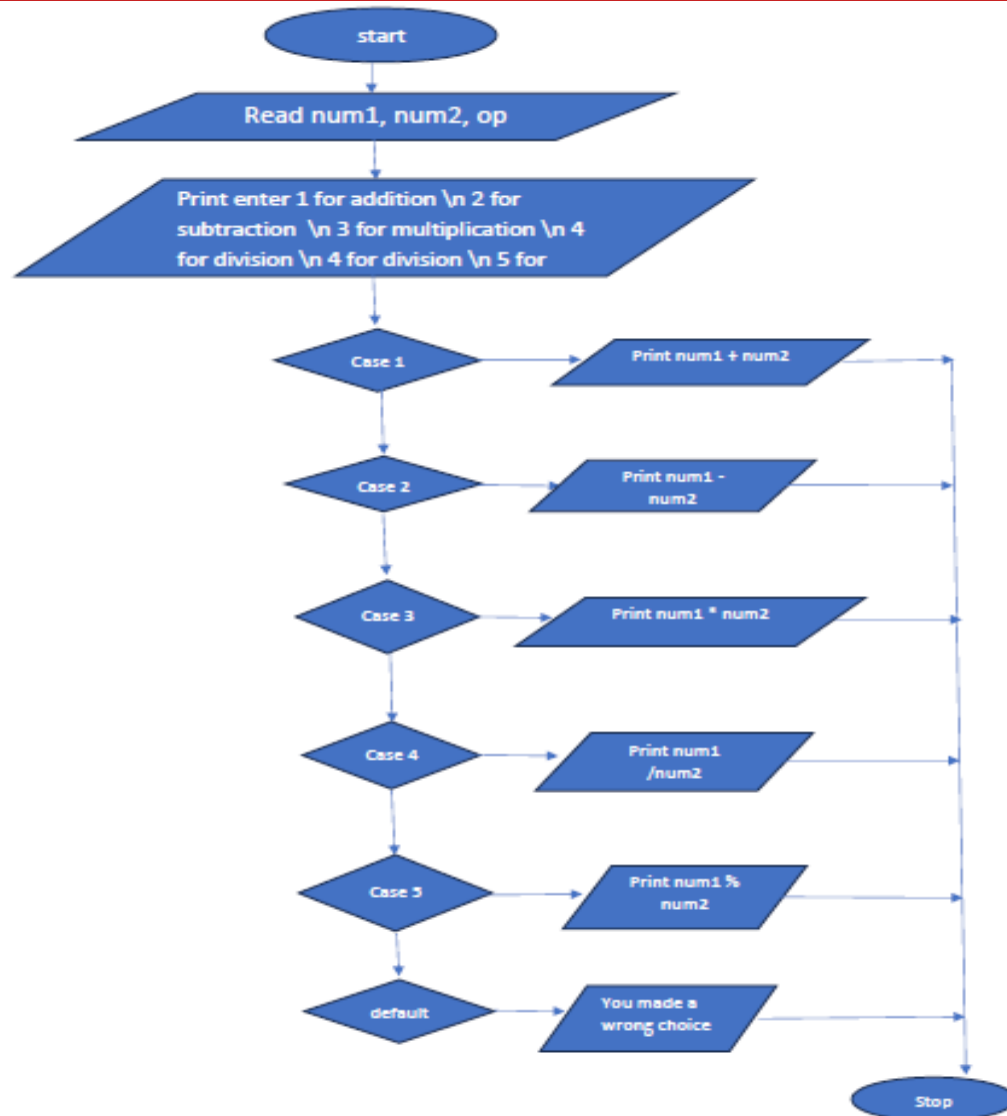 start
Read num1, num2, op
Print enter 1 for addition \n 2 for
subtraction \n 3 for multiplication \n 4
for division \n 4 for division \n 5 for
Case 1
Print num1 + num2
Case 2
Print num1 -
num2
Case 3
Print num1 * num2
Case 4
Print num1
/num2
Case 5
Print num1 %
num2
default
You made a
wrong choice
Stop